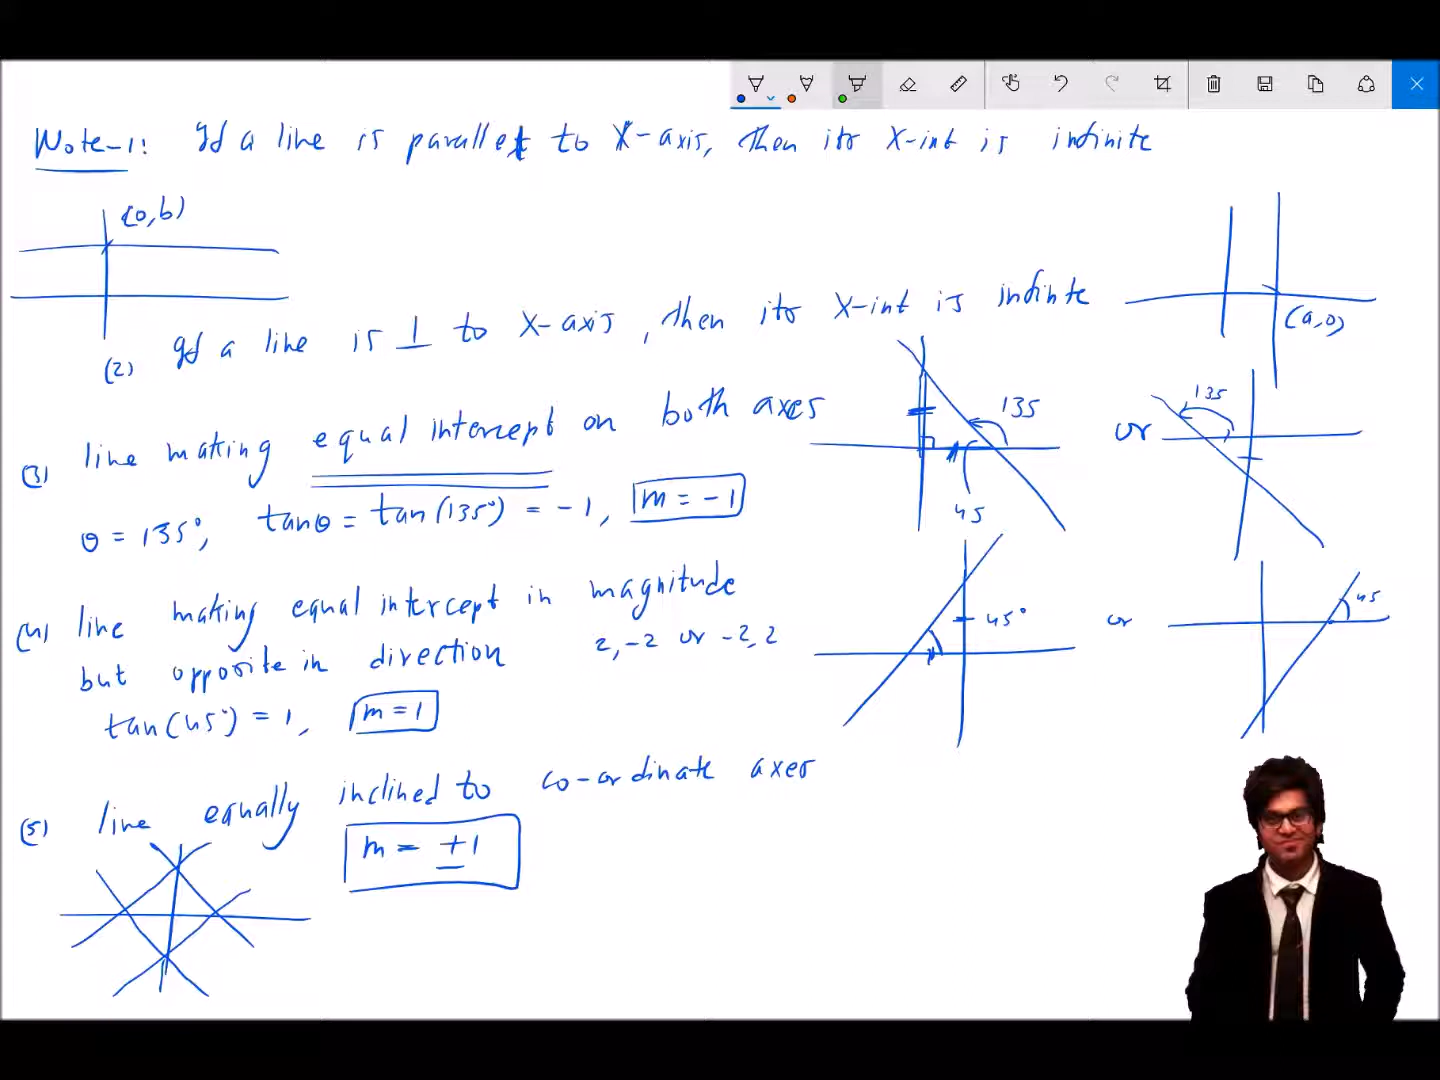 Note-1: If a line is parallel to X-axis, then its X-int is infinite
(0,b)
(2) If a line is ⊥ to X-axis, then its X-int is infinte
(a,0)
(3) line making equal intercept on both axes
135
45
or
135
θ = 135°, tanθ = tan(135°) = -1, m = -1
(4) line making equal intercept in magnitude
but opposite in direction 2,-2 or -2,2
45°
or
45
tan(45°) = 1, m = 1
(5) line equally inclined to co-ordinate axes
m = ±1